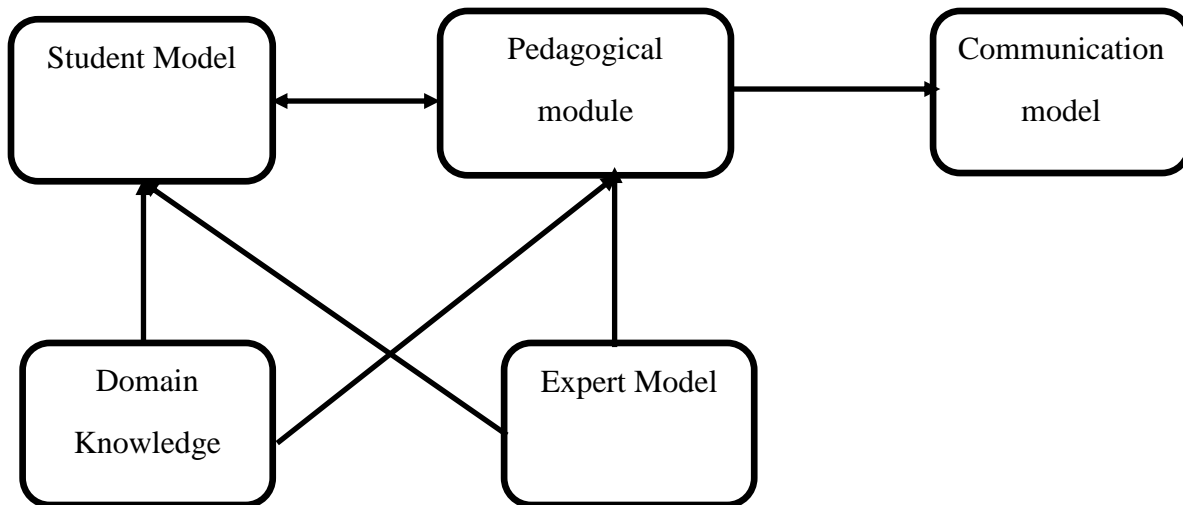 Student Model
Pedagogical
module
Communication
model
Domain
Knowledge
Expert Model